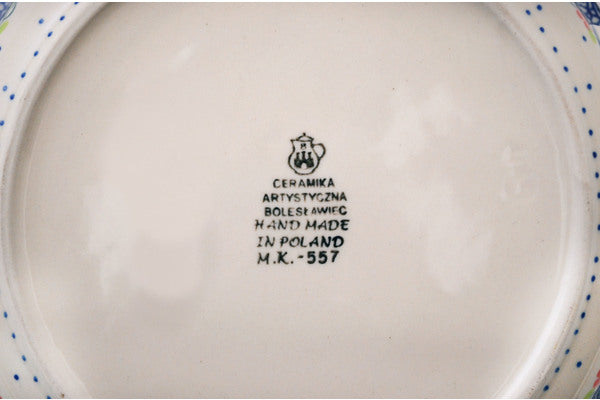 B
CERAMIKA
ARTYSTYCZNA
BOLESŁAWIEC
HAND MADE
IN POLAND
M.K.-557